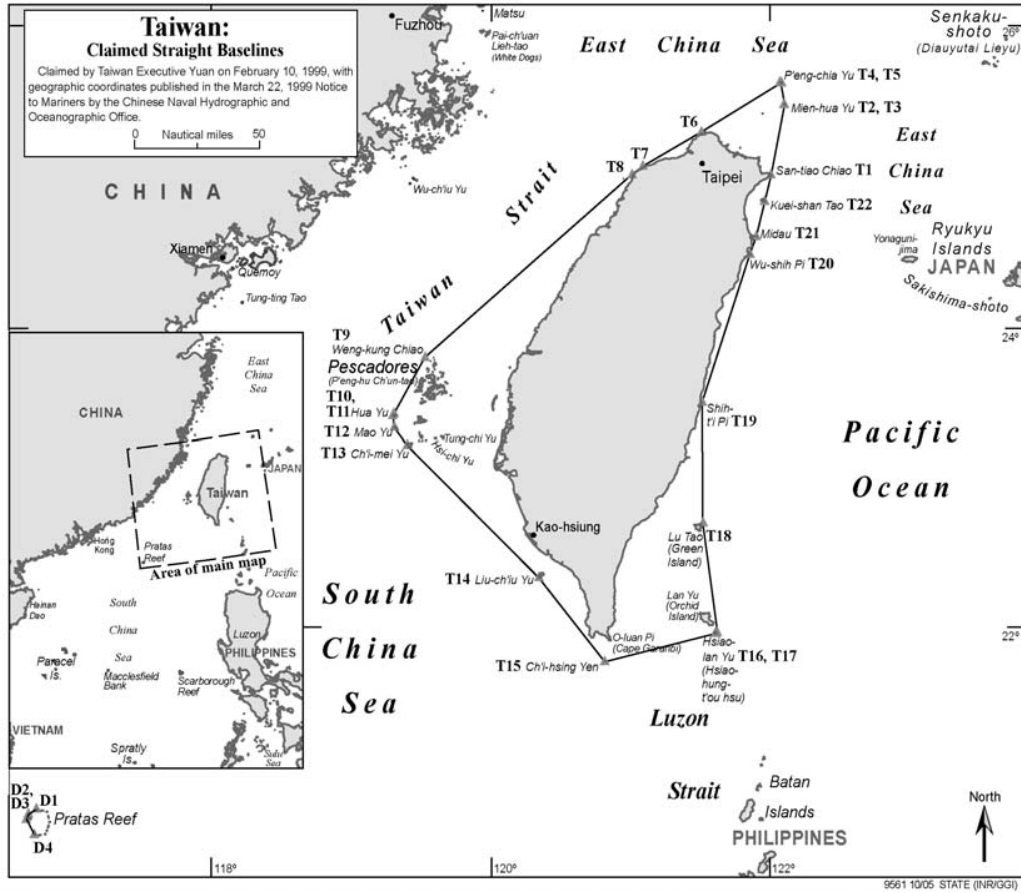 Taiwan:
Claimed Straight Baselines
Claimed by Taiwan Executive Yuan on February 10, 1999, with
geographic coordinates published in the March 22, 1999 Notice
to Mariners by the Chinese Naval Hydrographic and
Oceanographic Office.
0 Nautical miles 50
Fuzhou
Matsu
Pai-ch'uan
Lieh-tao
(White Dogs)
East China Sea
Senkaku-
shoto
(Diauyutai Lieyu)
26º
P'eng-chia Yu T4, T5
Mien-hua Yu T2, T3
T6
T7
T8
Taipei
San-tiao Chiao T1
Kuei-shan Tao T22
Midau T21
Wu-shih Pi T20
East
China
Sea
Yonaguni-
jima
Ryukyu
Islands
JAPAN
Sakishima-shoto
24º
CHINA
Wu-ch'iu Yu
Xiamen
Quemoy
Tung-ting Tao
Strait
Taiwan
T9
Weng-kung Chiao
Pescadores
(P'eng-hu Ch'un-tao)
T10,
T11 Hua Yu
T12 Mao Yu
T13 Ch'i-mei Yu
Tung-chi Yu
Hsi-chi Yu
Shih-
t'i Pi T19
Pacific
Ocean
Kao-hsiung
Lu Tao T18
(Green
Island)
Lan Yu
(Orchid
Island)
T14 Liu-ch'iu Yu
O-luan Pi
(Cape Garanbi)
T15 Ch'i-hsing Yen
Hsiao-
lan Yu T16, T17
(Hsiao-
hung-
t'ou hsu)
22º
South
China
Sea
Luzon
Strait
Batan
Islands
PHILIPPINES
North
East
China
Sea
CHINA
JAPAN
Taiwan
Hong
Kong
Pratas
Reef
Area of main map
Pacific
Ocean
Hainan
Dao
South
China
Sea
Luzon
PHILIPPINES
Paracel
Is.
Macclesfield
Bank
Scarborough
Reef
VIETNAM
Spratly
Is.
Sulu
Sea
D2,
D3
D1
Pratas Reef
D4
118º
120º
122º
9561 10/05 STATE (INR/GGI)